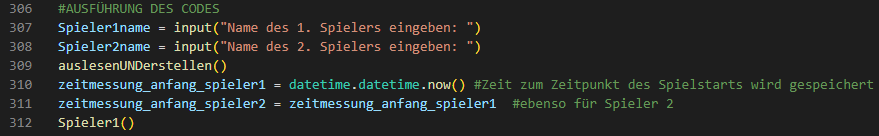 306 #AUSFÜHRUNG DES CODES
307 Spieler1name = input("Name des 1. Spielers eingeben: ")
308 Spieler2name = input("Name des 2. Spielers eingeben: ")
309 auslesenUNDerstellen()
310 zeitmessung_anfang_spieler1 = datetime.datetime.now() #Zeit zum Zeitpunkt des Spielstarts wird gespeichert
311 zeitmessung_anfang_spieler2 = zeitmessung_anfang_spieler1  #ebenso für Spieler 2
312 Spieler1()